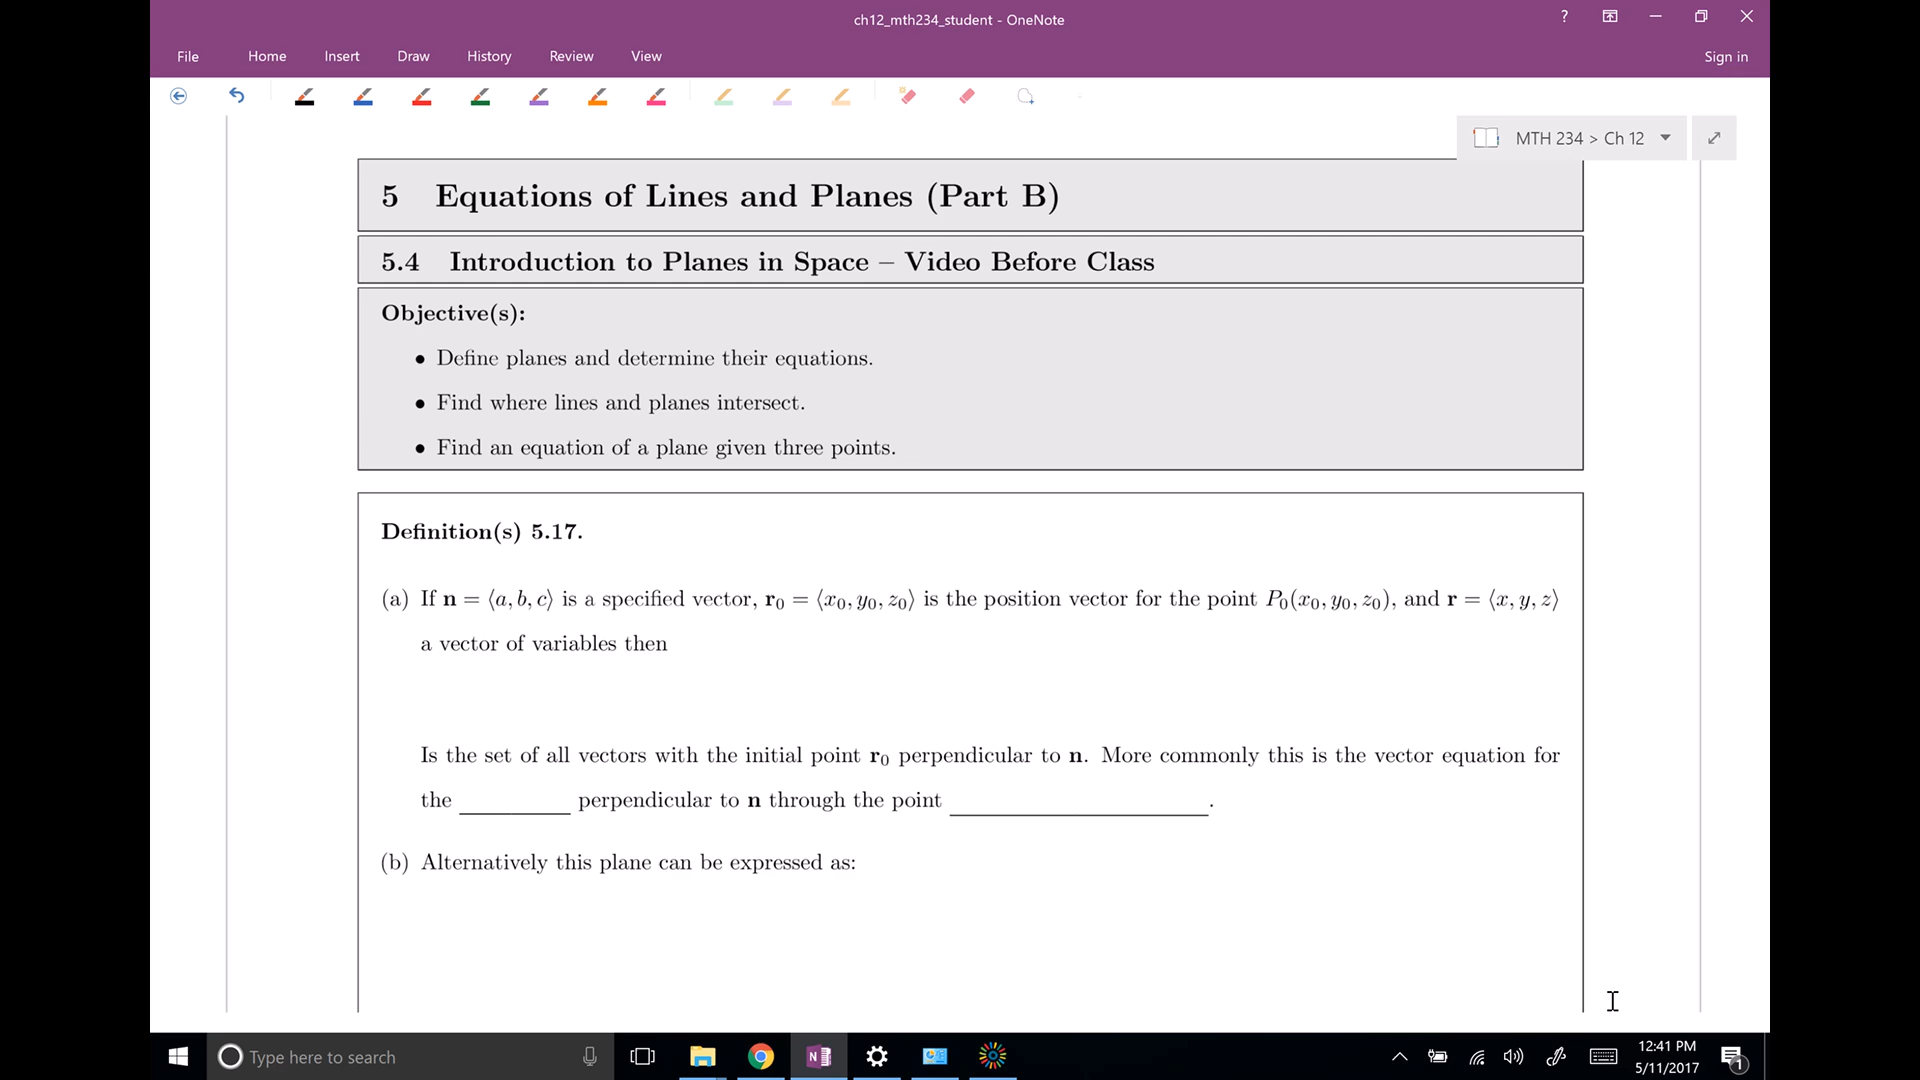 ch12_mth234_student - OneNote
?
File Home Insert Draw History Review View Sign in
MTH 234 > Ch 12
5 Equations of Lines and Planes (Part B)
5.4 Introduction to Planes in Space – Video Before Class
Objective(s):
• Define planes and determine their equations.
• Find where lines and planes intersect.
• Find an equation of a plane given three points.
Definition(s) 5.17.
(a) If n = ⟨a, b, c⟩ is a specified vector, r₀ = ⟨x₀, y₀, z₀⟩ is the position vector for the point P₀(x₀, y₀, z₀), and r = ⟨x, y, z⟩
a vector of variables then
Is the set of all vectors with the initial point r₀ perpendicular to n. More commonly this is the vector equation for
the __________ perpendicular to n through the point ______________________.
(b) Alternatively this plane can be expressed as:
Type here to search
N
12:41 PM
5/11/2017
1